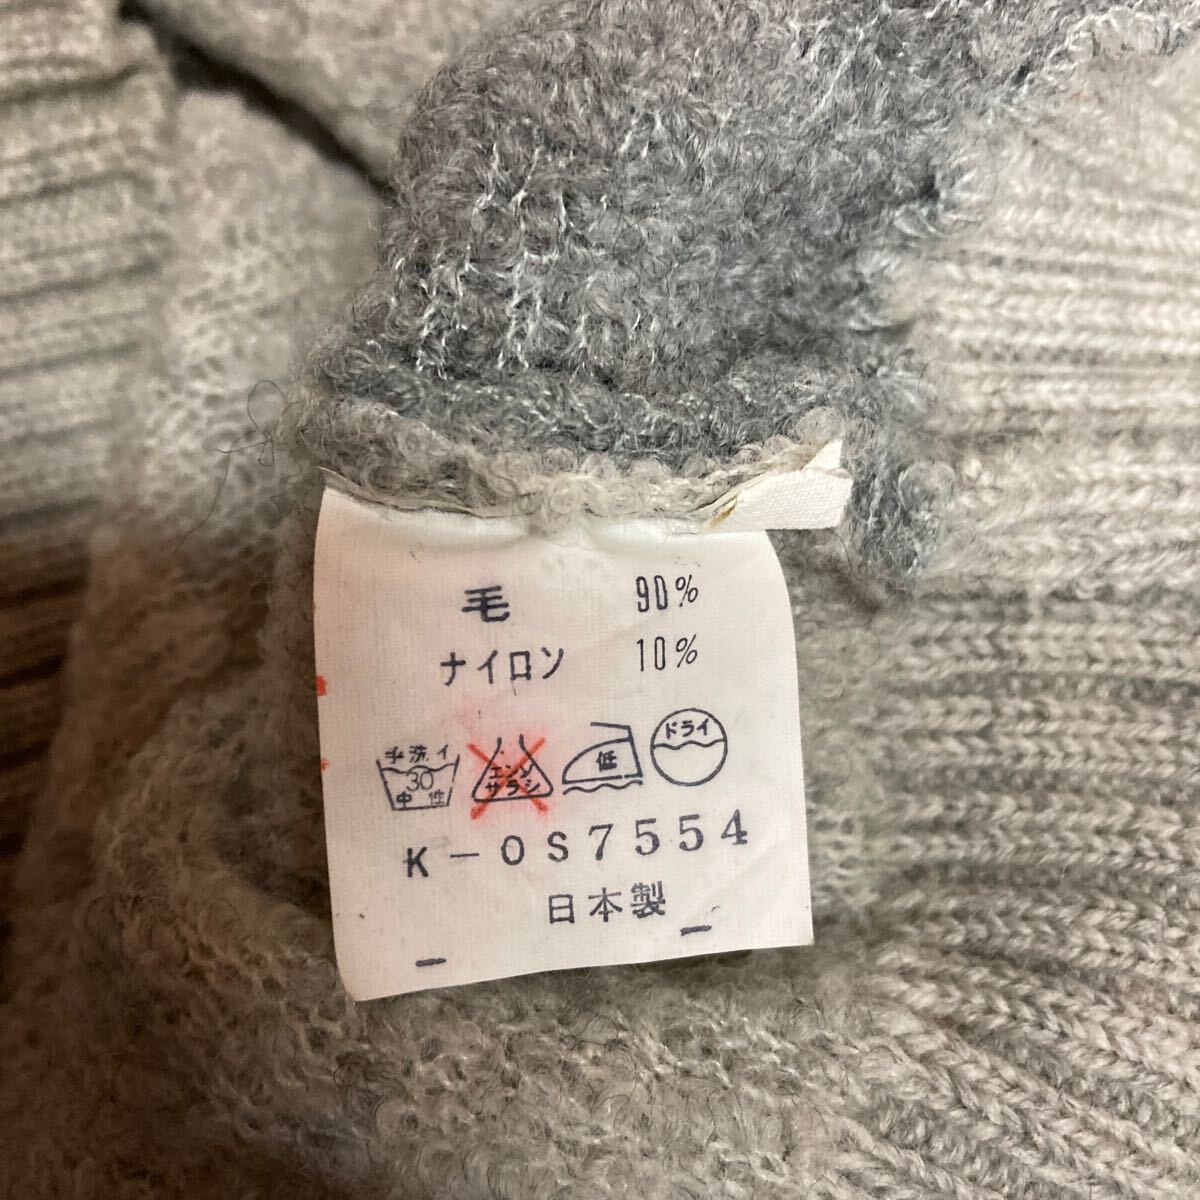 毛 90%
ナイロン 10%
手洗イ
30
中性
エンソ
サラシ
低
ドライ
K-OS7554
日本製